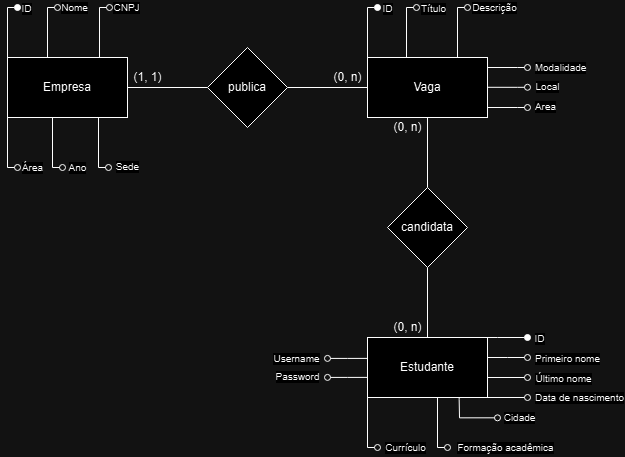 ID
Nome
CNPJ
ID
Título
Descrição
Empresa
(1, 1)
publica
(0, n)
Vaga
Modalidade
Local
Area
(0, n)
Área
Ano
Sede
candidata
(0, n)
Username
Password
Estudante
ID
Primeiro nome
Último nome
Data de nascimento
Cidade
Currículo
Formação acadêmica